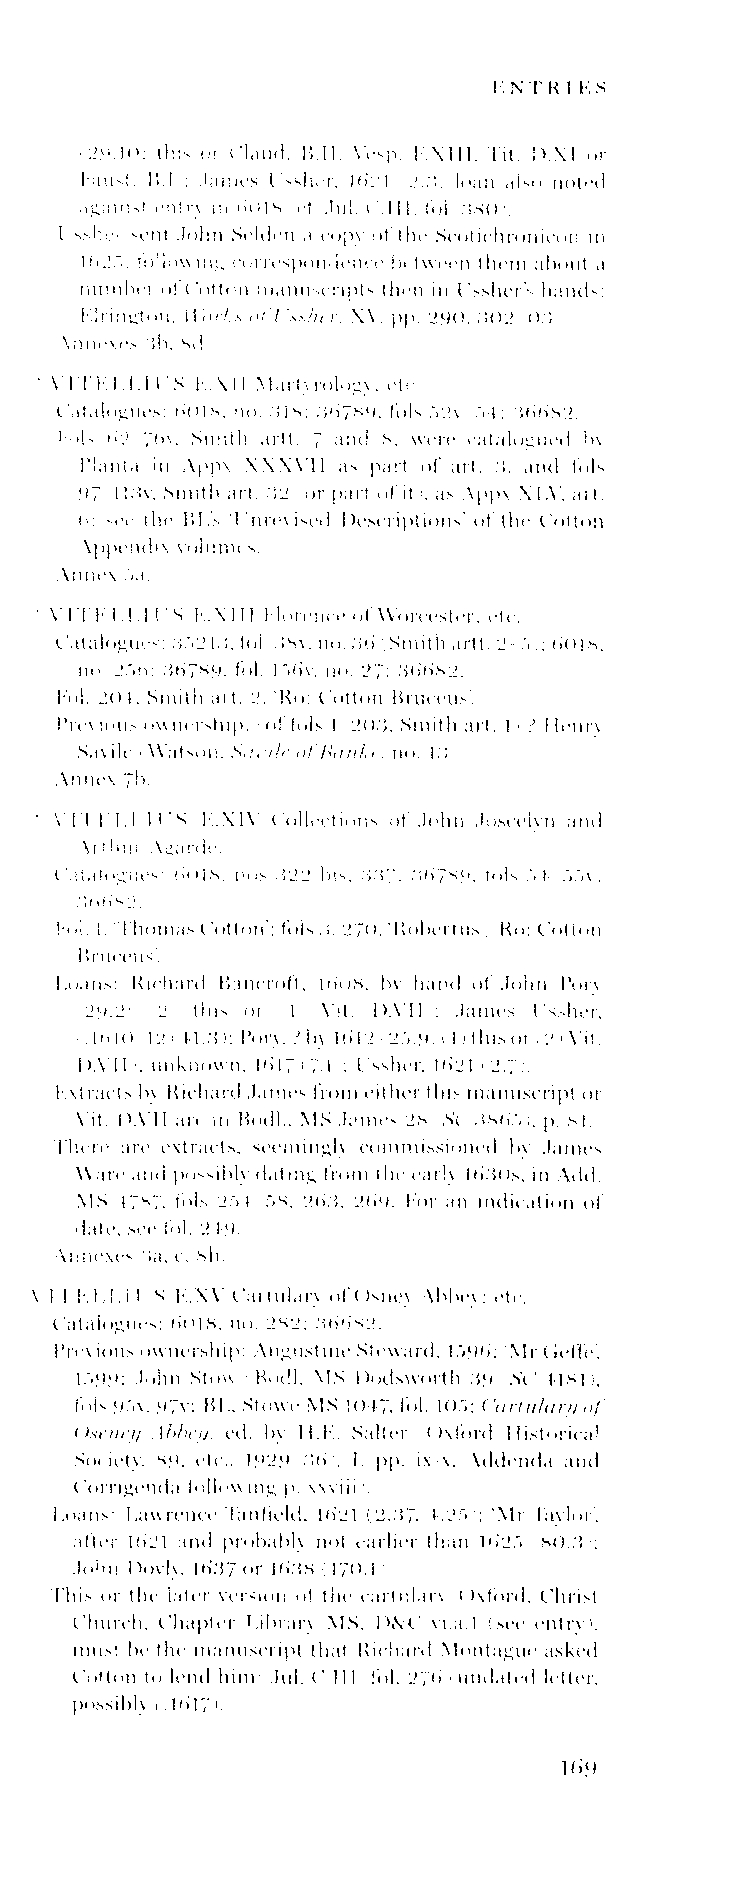 ENTRIES
(29.10: this or Claud. B.II, Vesp. E.XIII, Tit. D.XI or
Faust. B.I); James Ussher, 1621 (2.3, loan also noted
against entry in 6018; cf. Jul. C.III, fol. 380).
Ussher sent John Selden a copy of the Scotichronicon in
1625, following correspondence between them about a
number of Cotton manuscripts then in Ussher's hands:
Elrington, Works of Ussher, XV, pp. 290, 302-03.
Annexes 3b, 8d.
* VITELLIUS E.XII Martyrology, etc.
Catalogues: 6018, no. 318; 36789, fols 52v-54; 36682.
Fols 62-76v, Smith artt. 7 and 8, were catalogued by
Planta in Appx XXXVII as part of art. 3, and fols
97-113v, Smith art. 32 (or part of it), as Appx XLV, art.
6: see the BL's 'Unrevised Descriptions' of the Cotton
Appendix volumes.
Annex 5a.
* VITELLIUS E.XIII Florence of Worcester, etc.
Catalogues: 35213, fol. 38v, no. 36 (Smith artt. 2-5); 6018,
no. 256; 36789, fol. 156v, no. 27; 36682.
Fol. 204, Smith art. 2, 'Ro: Cotton Bruceus'.
Previous ownership: (of fols 1-203, Smith art. 1) ? Henry
Savile (Watson, Savile of Banke, no. 43).
Annex 7b.
* VITELLIUS E.XIV Collections of John Joscelyn and
Arthur Agarde.
Catalogues: 6018, nos 322 bis, 337; 36789, fols 54-55v;
36682.
Fol. 1, 'Thomas Cotton'; fols 3, 270, 'Robertus', 'Ro: Cotton
Bruceus'.
Loans: Richard Bancroft, 1608, by hand of John Pory
(29.2: (2) this or (1) Vit. D.VII); James Ussher,
c.1640-42 (41.3); Pory, ? by 1612 (25.9: (1) this or (2) Vit.
D.VII); unknown, 1617 (7.4); Ussher, 1621 (2.7).
Extracts by Richard James from either this manuscript or
Vit. D.VII are in Bodl., MS James 28 (SC 3865), p. 81.
There are extracts, seemingly commissioned by James
Ware and possibly dating from the early 1630s, in Add.
MS 4787, fols 254-58, 263, 269. For an indication of
date, see fol. 249.
Annexes 3a, c, 8b.
VITELLIUS E.XV Cartulary of Osney Abbey; etc.
Catalogues: 6018, no. 282; 36682.
Previous ownership: Augustine Steward, 1596; 'Mr Geffe',
1599; John Stow (Bodl., MS Dodsworth 39 (SC 4181),
fols 95v, 97v; BL, Stowe MS 1047, fol. 105; Cartulary of
Oseney Abbey, ed. by H.E. Salter (Oxford Historical
Society, 89, etc., 1929-36), I, pp. ix-x, Addenda and
Corrigenda following p. xxviii).
Loans: Lawrence Tanfield, 1621 (2.37, 4.25); 'Mr Taylor',
after 1621 and probably not earlier than 1625 (80.3);
John Doyly, 1637 or 1638 (170.1).
This or the later version of the cartulary (Oxford, Christ
Church, Chapter Library MS, D&C vi.a.1 (see entry),
must be the manuscript that Richard Montague asked
Cotton to lend him: Jul. C.III, fol. 276 (undated letter,
possibly c.1617).
169